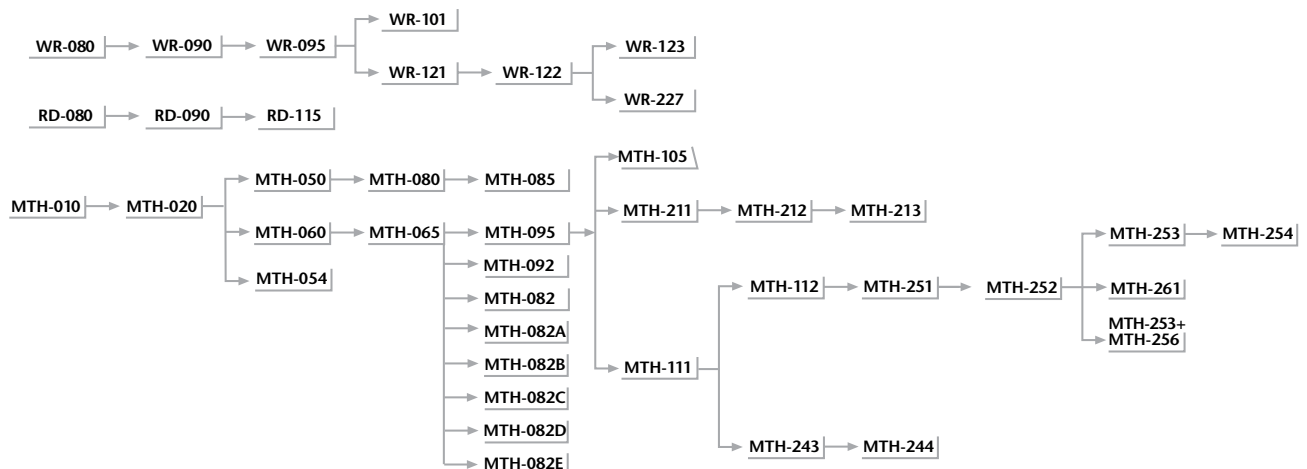 WR-101
WR-080 WR-090 WR-095 WR-123
WR-121 WR-122
WR-227
RD-080 RD-090 RD-115
MTH-105
MTH-050 MTH-080 MTH-085
MTH-010 MTH-020 MTH-211 MTH-212 MTH-213
MTH-060 MTH-065 MTH-095 MTH-253 MTH-254
MTH-092
MTH-054
MTH-112 MTH-251 MTH-252 MTH-261
MTH-082
MTH-253+
MTH-082A MTH-256
MTH-082B
MTH-111
MTH-082C
MTH-082D
MTH-243 MTH-244
MTH-082E